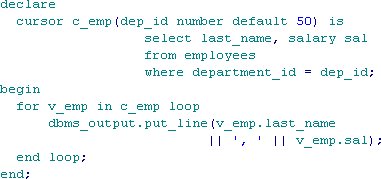 declare
  cursor c_emp(dep_id number default 50) is
                  select last_name, salary sal
                  from employees
                  where department_id = dep_id;
begin
  for v_emp in c_emp loop
      dbms_output.put_line(v_emp.last_name
                          || ', ' || v_emp.sal);
  end loop;
end;